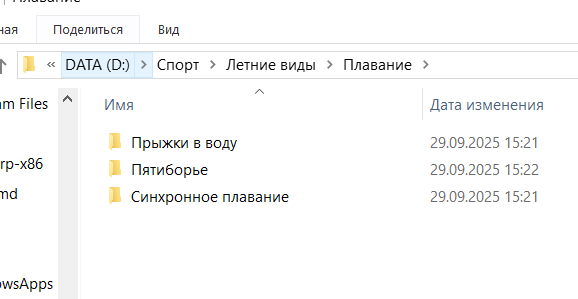 Плавание
ная Поделиться Вид
« DATA (D:) > Спорт > Летние виды > Плавание >
am Files
Имя Дата изменения
Прыжки в воду 29.09.2025 15:21
rp-x86
Пятиборье 29.09.2025 15:22
md
Синхронное плавание 29.09.2025 15:21
owsApps